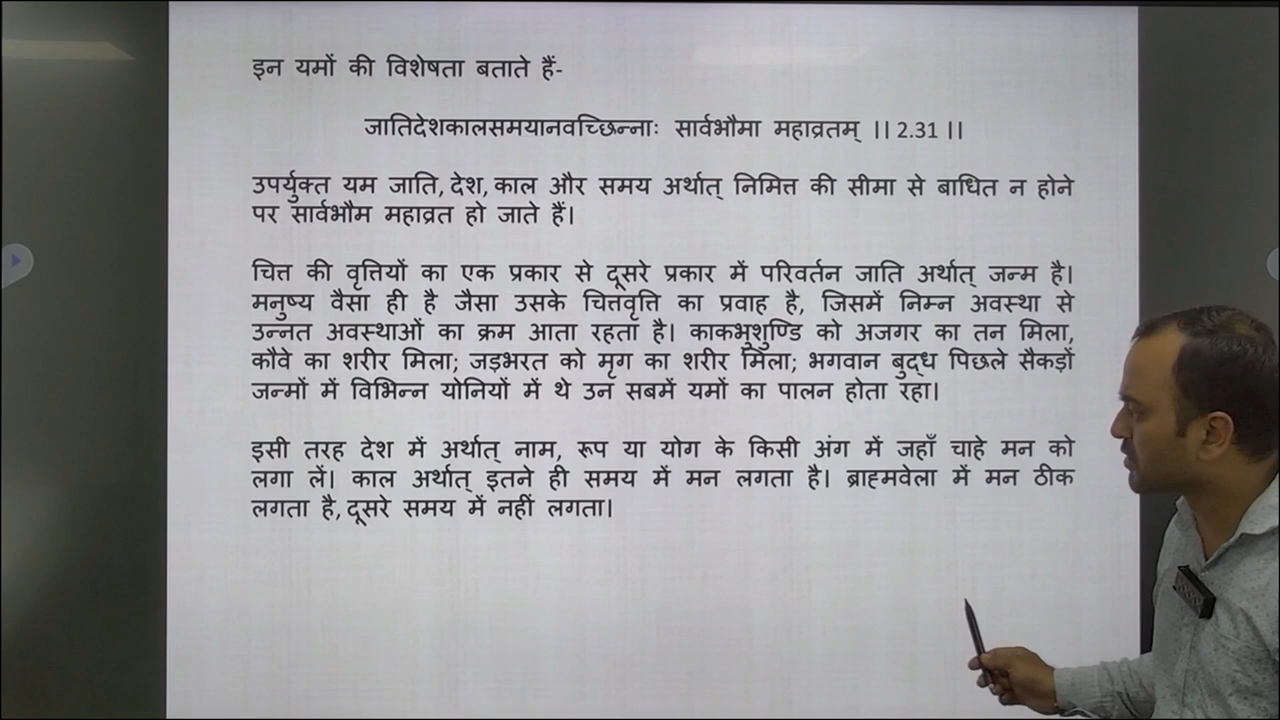 इन यमों की विशेषता बताते हैं-
जातिदेशकालसमयानवच्छिन्नाः सार्वभौमा महाव्रतम् ।। 2.31 ।।
उपर्युक्त यम जाति, देश, काल और समय अर्थात् निमित्त की सीमा से बाधित न होने
पर सार्वभौम महाव्रत हो जाते हैं।
चित्त की वृत्तियों का एक प्रकार से दूसरे प्रकार में परिवर्तन जाति अर्थात् जन्म है।
मनुष्य वैसा ही है जैसा उसके चित्तवृत्ति का प्रवाह है, जिसमें निम्न अवस्था से
उन्नत अवस्थाओं का क्रम आता रहता है। काकभुशुण्डि को अजगर का तन मिला,
कौवे का शरीर मिला; जड़भरत को मृग का शरीर मिला; भगवान बुद्ध पिछले सैकड़ों
जन्मों में विभिन्न योनियों में थे उन सबमें यमों का पालन होता रहा।
इसी तरह देश में अर्थात् नाम, रूप या योग के किसी अंग में जहाँ चाहे मन को
लगा लें। काल अर्थात् इतने ही समय में मन लगता है। ब्राह्मवेला में मन ठीक
लगता है, दूसरे समय में नहीं लगता।